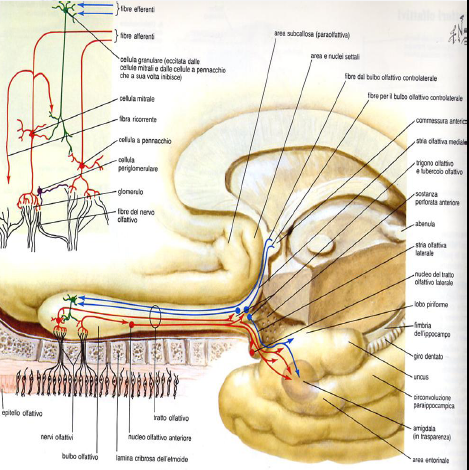 fibre efferenti
fibre afferenti
cellula granulare (eccitata dalle
cellule mitrali e dalle cellule a pennacchio
che a sua volta inibisce)
cellula mitrale
fibra ricorrente
cellula a pennacchio
cellula
periglomerulare
glomerulo
fibre del nervo
olfattivo
area subcallosa (paraolfattiva)
area e nuclei settali
fibre dal bulbo olfattivo controlaterale
fibre per il bulbo olfattivo controlaterale
commessura anterio
stria olfattiva mediale
trigono olfattivo
e tubercolo olfattivo
sostanza
perforata anteriore
abenula
stria olfattiva
laterale
nucleo del tratto
olfattivo laterale
lobo piriforme
fimbria
dell'ippocampo
giro dentato
uncus
circonvoluzione
paraippocampica
amigdala
(in trasparenza)
area entorinale
epitelio olfattivo
nervi olfattivi
bulbo olfattivo
lamina cribrosa dell'etmoide
nucleo olfattivo anteriore
tratto olfattivo